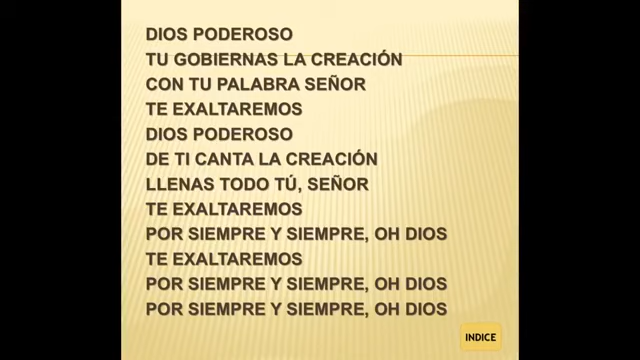 DIOS PODEROSO
TU GOBIERNAS LA CREACIÓN
CON TU PALABRA SEÑOR
TE EXALTAREMOS
DIOS PODEROSO
DE TI CANTA LA CREACIÓN
LLENAS TODO TÚ, SEÑOR
TE EXALTAREMOS
POR SIEMPRE Y SIEMPRE, OH DIOS
TE EXALTAREMOS
POR SIEMPRE Y SIEMPRE, OH DIOS
POR SIEMPRE Y SIEMPRE, OH DIOS
INDICE